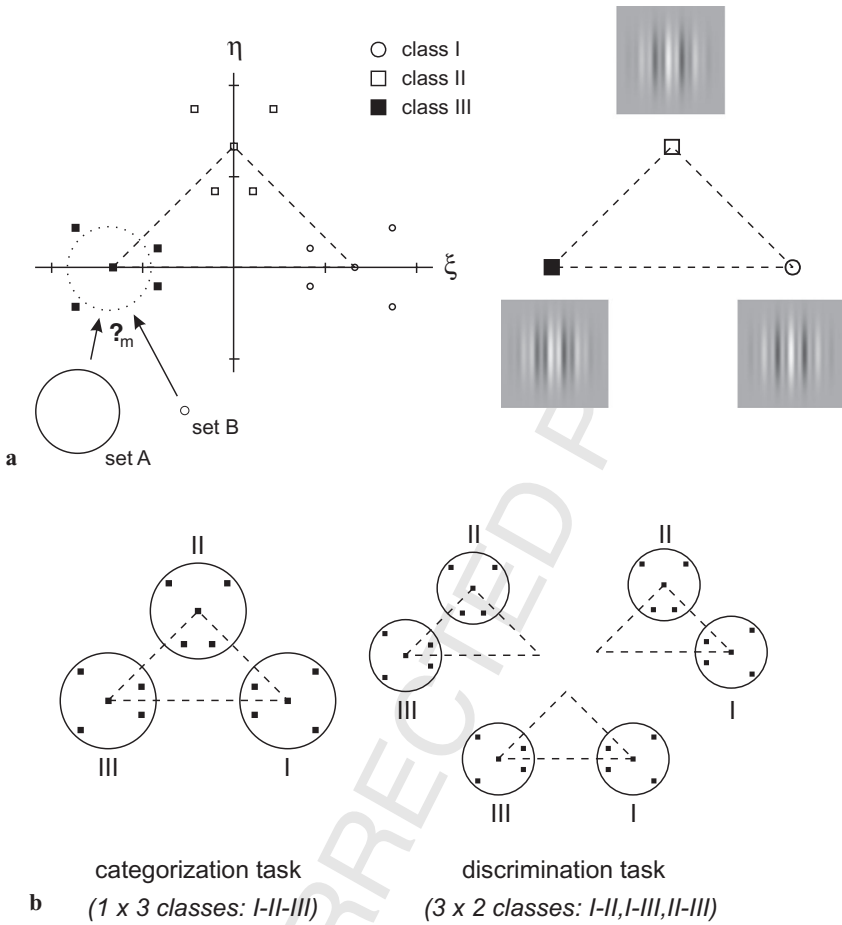 η
class I
class II
class III
ξ
?m
set A
set B
a
II
III
I
II
III
II
I
III
I
categorization task
discrimination task
b
(1 x 3 classes: I-II-III)
(3 x 2 classes: I-II,I-III,II-III)
RRECTED P